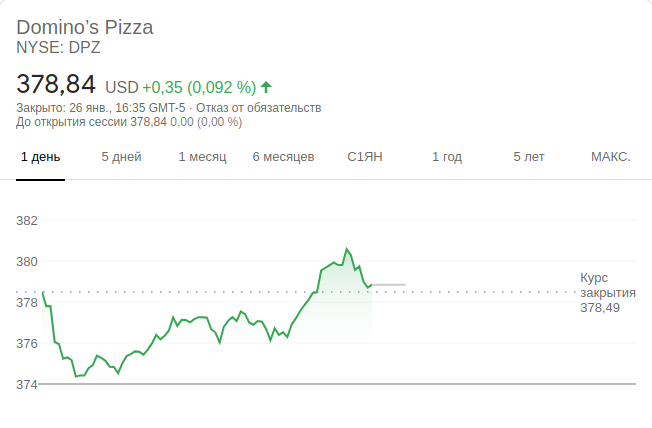 Domino’s Pizza
NYSE: DPZ
378,84 USD +0,35 (0,092 %)
Закрыто: 26 янв., 16:35 GMT-5 · Отказ от обязательств
До открытия сессии 378,84 0,00 (0,00 %)
1 день 5 дней 1 месяц 6 месяцев С1ЯН 1 год 5 лет МАКС.
382
380
Курс
закрытия
378,49
378
376
374